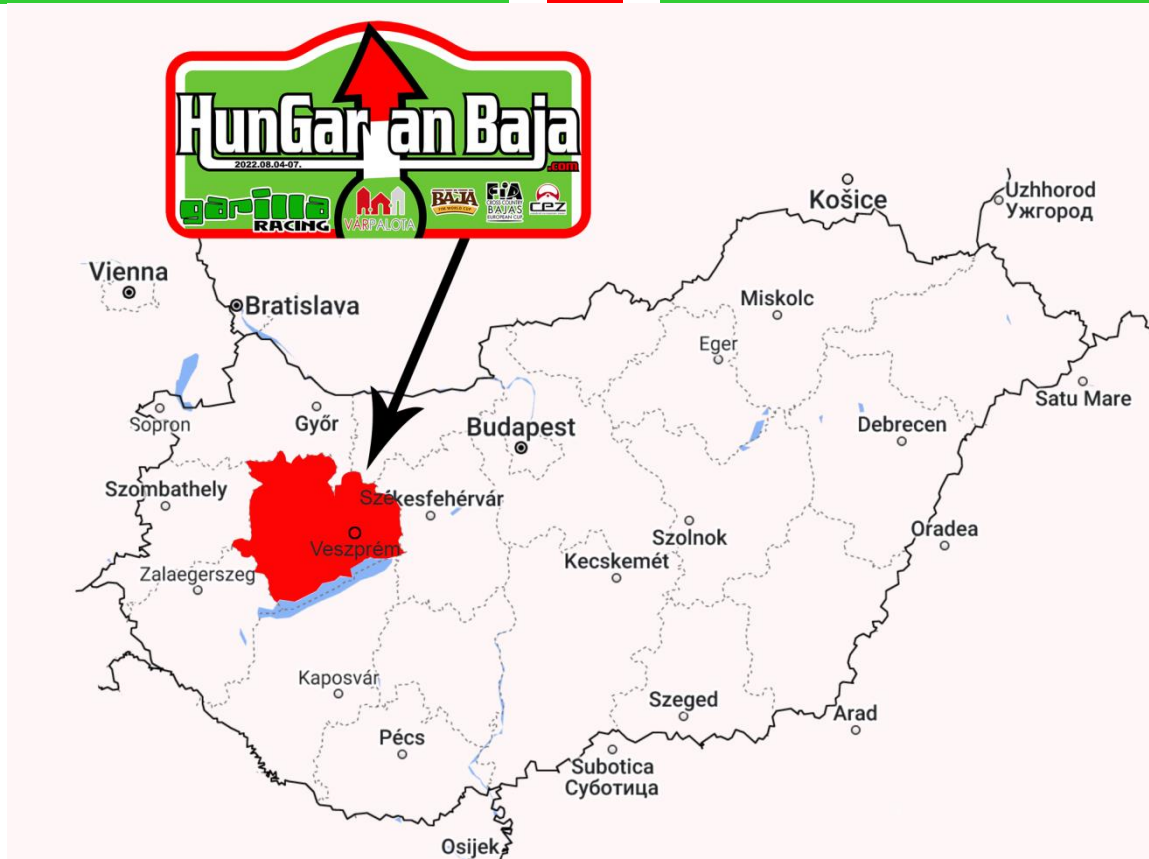 HunGarian Baja
2022.08.04-07.
.com
garilla
RACING
VÁRPALOTA
BAJA
FIA
CROSS COUNTRY
BAJAS
EUROPEAN CUP
CPZ
Košice
Uzhhorod
Ужгород
Vienna
Bratislava
Miskolc
Eger
Satu Mare
Sopron
Győr
Budapest
Debrecen
Szombathely
Székesfehérvár
Veszprém
Szolnok
Oradea
Kecskemét
Zalaegerszeg
Kaposvár
Szeged
Arad
Pécs
Subotica
Суботица
Osijek